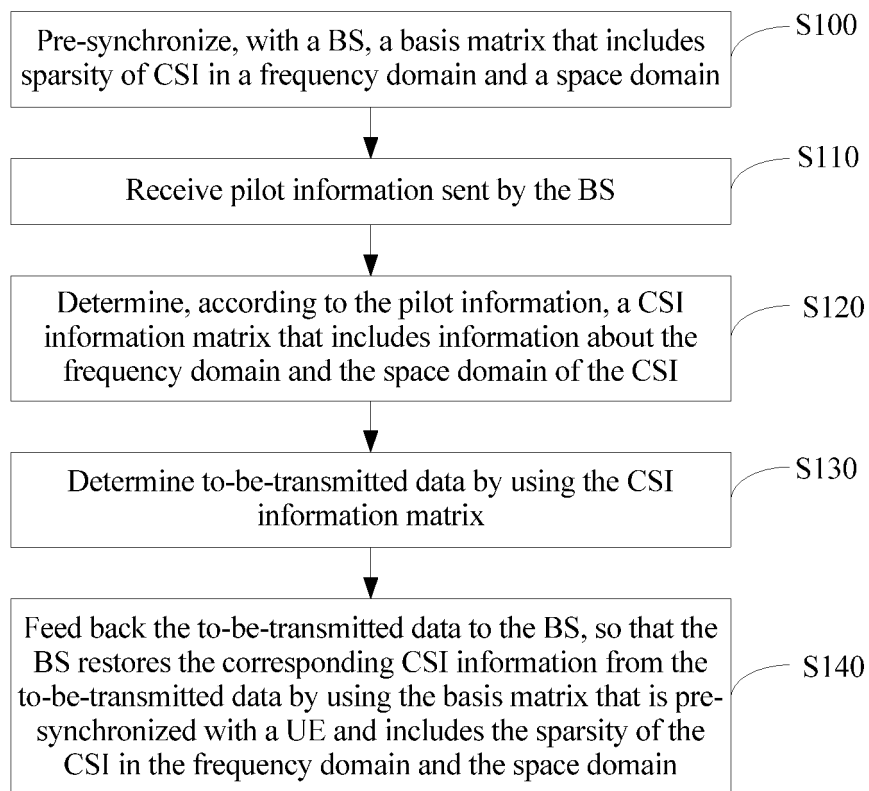 Pre-synchronize, with a BS, a basis matrix that includes
sparsity of CSI in a frequency domain and a space domain
S100
Receive pilot information sent by the BS
S110
Determine, according to the pilot information, a CSI
information matrix that includes information about the
frequency domain and the space domain of the CSI
S120
Determine to-be-transmitted data by using the CSI
information matrix
S130
Feed back the to-be-transmitted data to the BS, so that the
BS restores the corresponding CSI information from the
to-be-transmitted data by using the basis matrix that is pre-
synchronized with a UE and includes the sparsity of the
CSI in the frequency domain and the space domain
S140